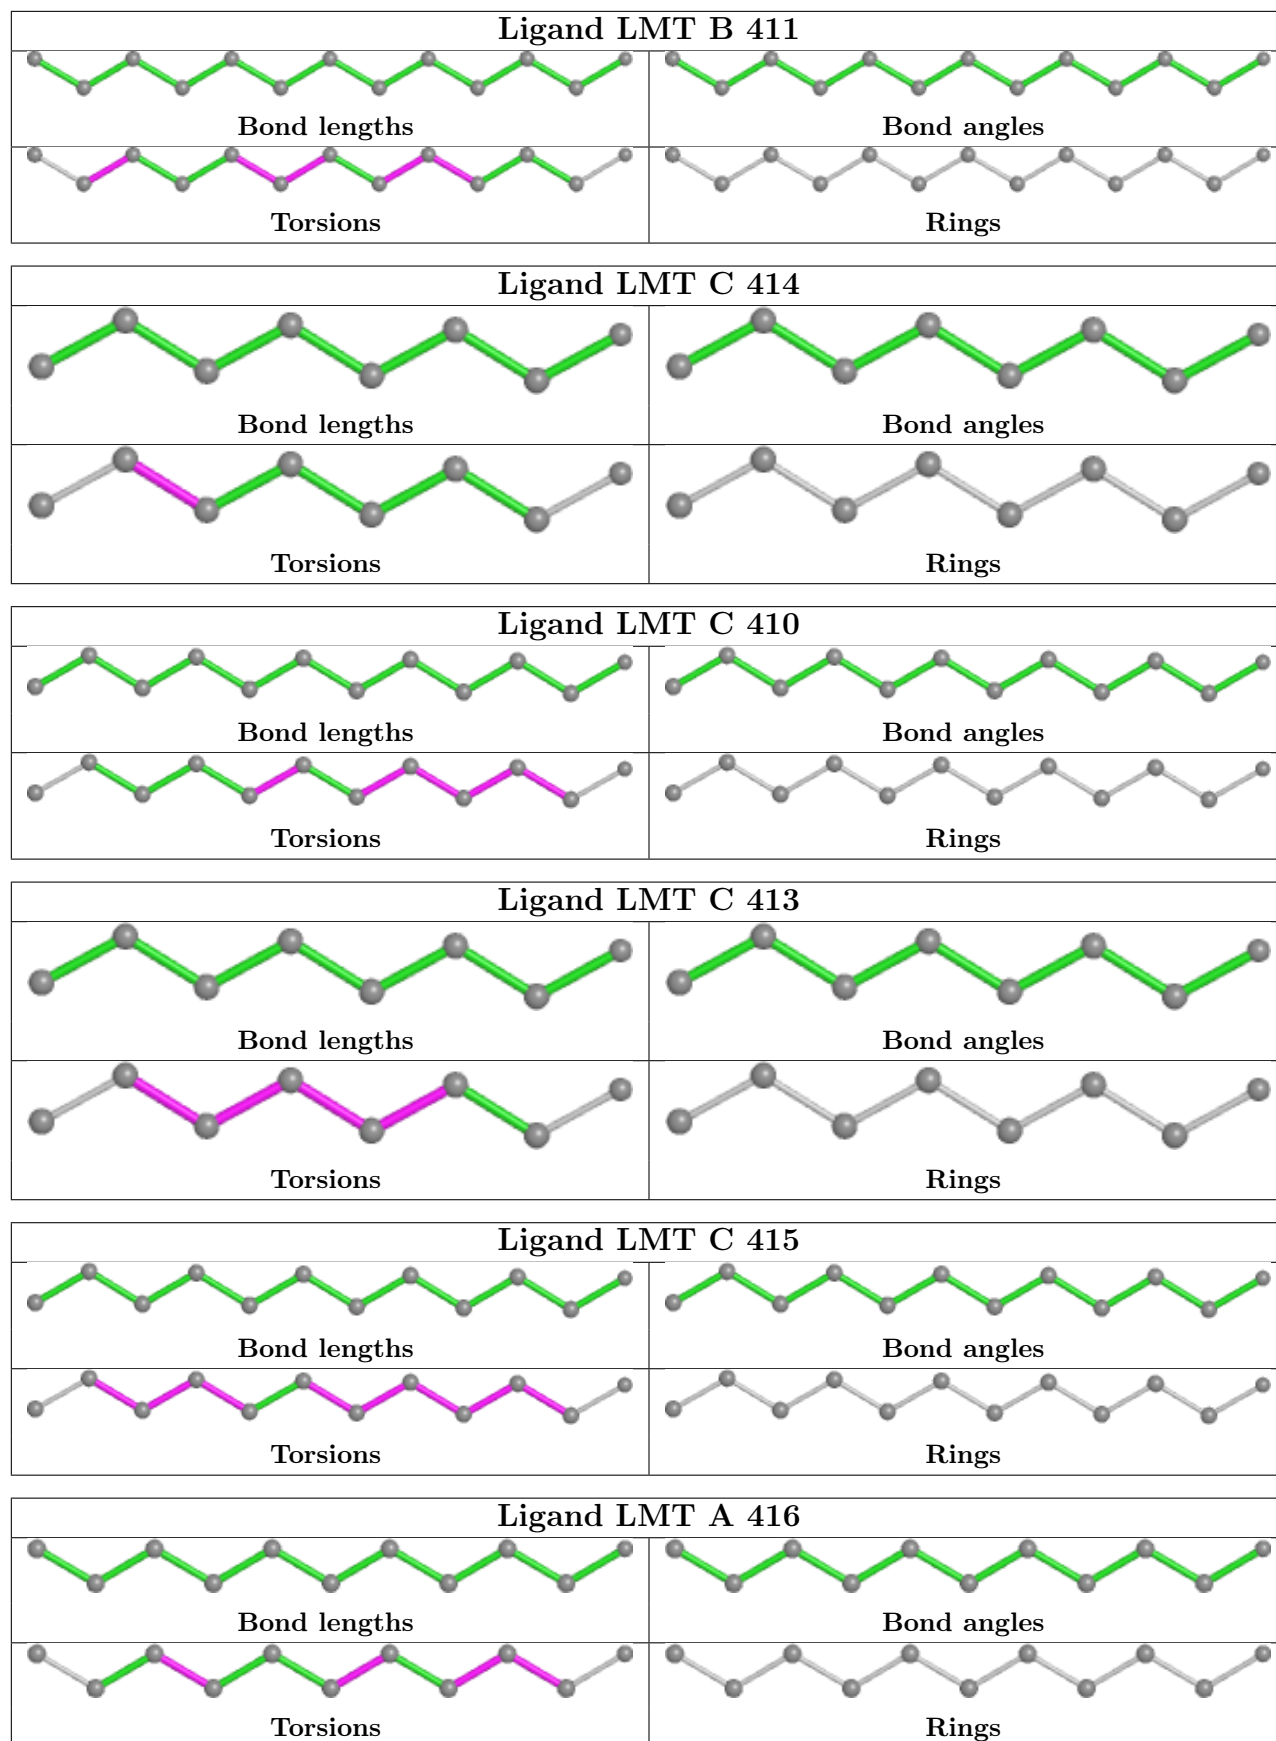 Ligand LMT B 411
Bond lengths
Bond angles
Torsions
Rings
Ligand LMT C 414
Bond lengths
Bond angles
Torsions
Rings
Ligand LMT C 410
Bond lengths
Bond angles
Torsions
Rings
Ligand LMT C 413
Bond lengths
Bond angles
Torsions
Rings
Ligand LMT C 415
Bond lengths
Bond angles
Torsions
Rings
Ligand LMT A 416
Bond lengths
Bond angles
Torsions
Rings